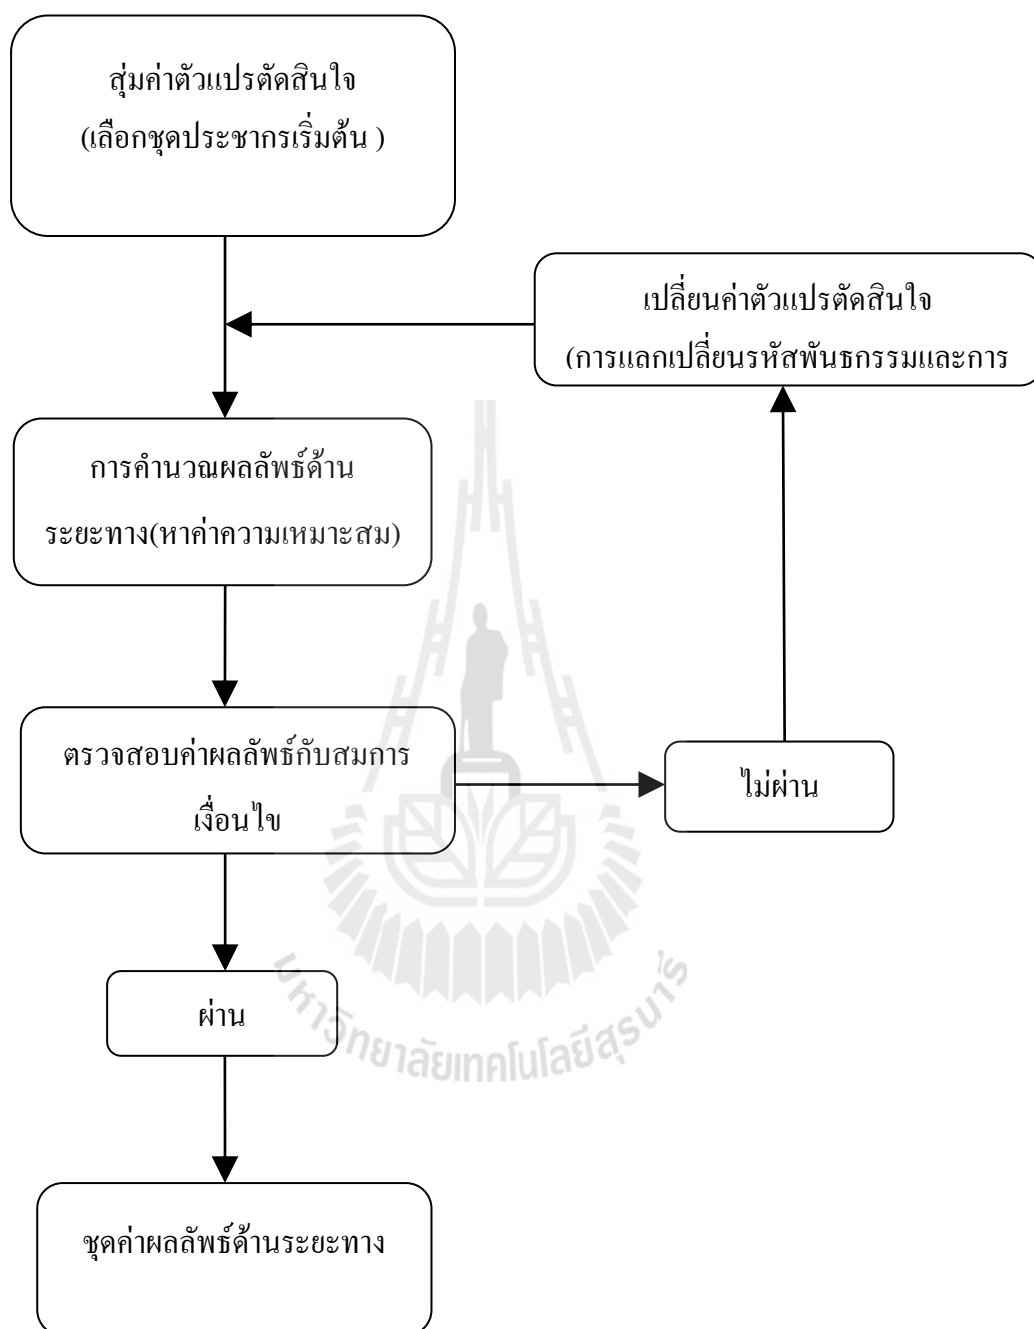 สุ่มค่าตัวแปรตัดสินใจ
(เลือกชุดประชากรเริ่มต้น )
เปลี่ยนค่าตัวแปรตัดสินใจ
(การแลกเปลี่ยนรหัสพันธกรรมและการ
การคำนวณผลลัพธ์ด้าน
ระยะทาง(หาค่าความเหมาะสม)
ตรวจสอบค่าผลลัพธ์กับสมการ
เงื่อนไข
ไม่ผ่าน
ผ่าน
มหาวิทยาลัยเทคโนโลยีสุรนารี
ชุดค่าผลลัพธ์ด้านระยะทาง